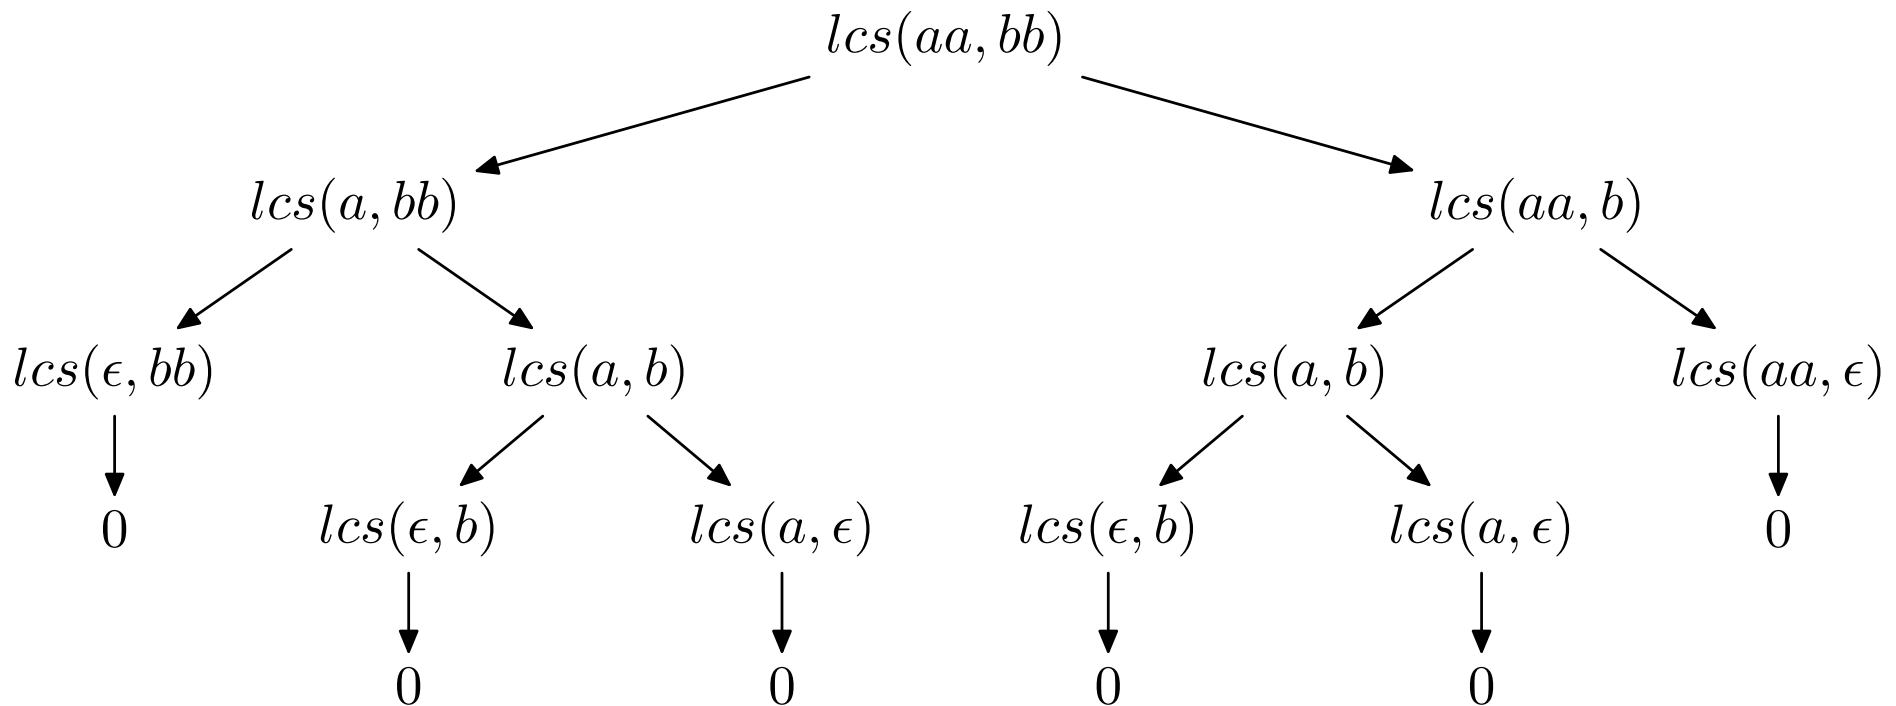 lcs(aa, bb)
lcs(a, bb) lcs(aa, b)
lcs(ϵ, bb) lcs(a, b) lcs(a, b) lcs(aa, ϵ)
0 lcs(ϵ, b) lcs(a, ϵ) lcs(ϵ, b) lcs(a, ϵ) 0
0 0 0 0